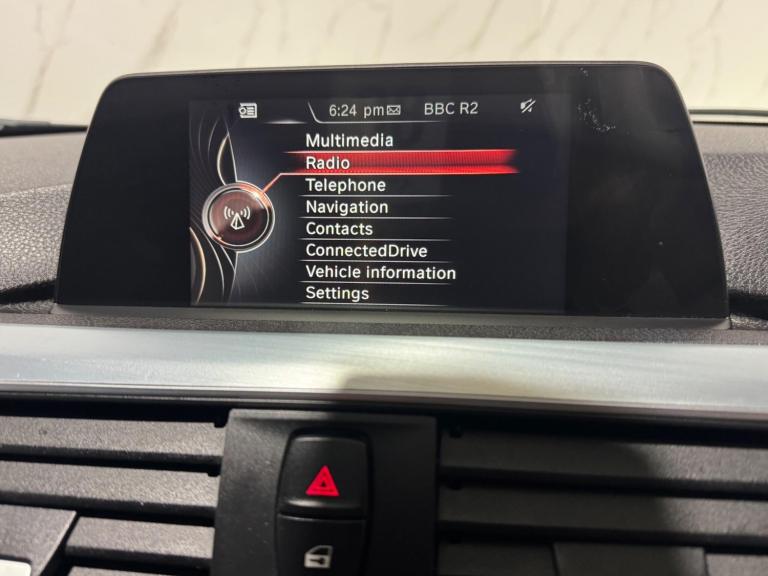 6:24 pm BBC R2
Multimedia
Radio
Telephone
Navigation
Contacts
ConnectedDrive
Vehicle information
Settings